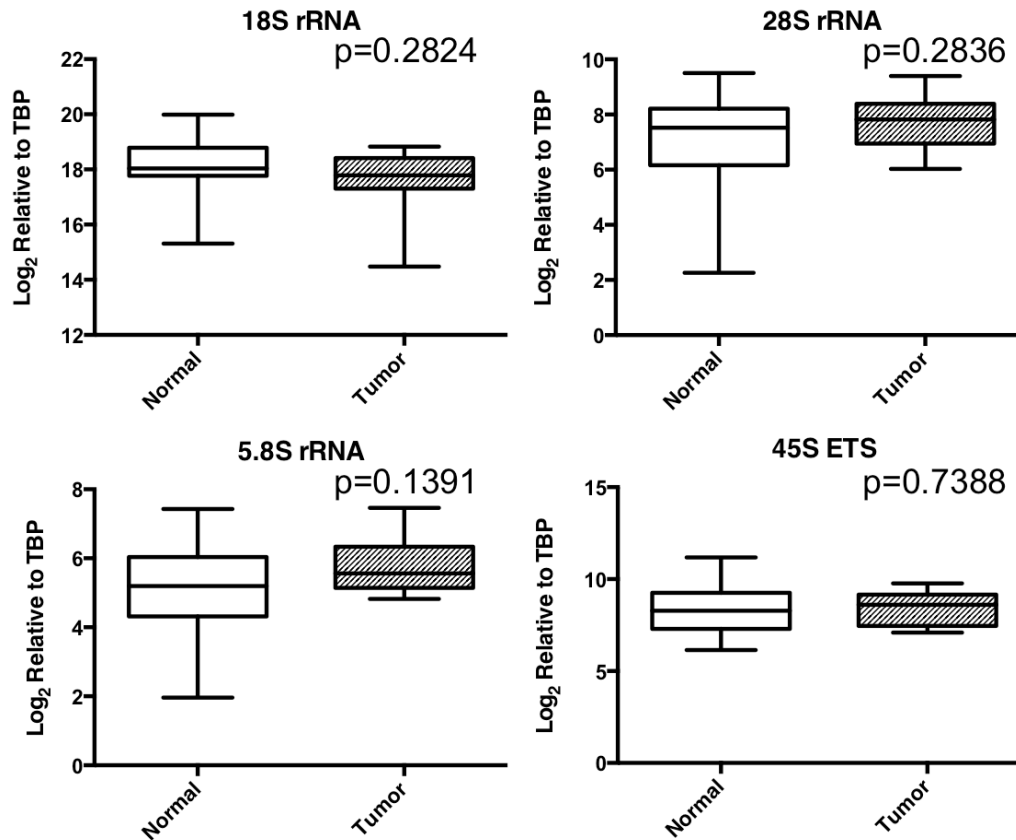 18S rRNA
p=0.2824
Log2 Relative to TBP
22
20
18
16
14
12
Normal
Tumor
28S rRNA
p=0.2836
Log2 Relative to TBP
10
8
6
4
2
0
Normal
Tumor
5.8S rRNA
p=0.1391
Log2 Relative to TBP
8
6
4
2
0
Normal
Tumor
45S ETS
p=0.7388
Log2 Relative to TBP
15
10
5
0
Normal
Tumor